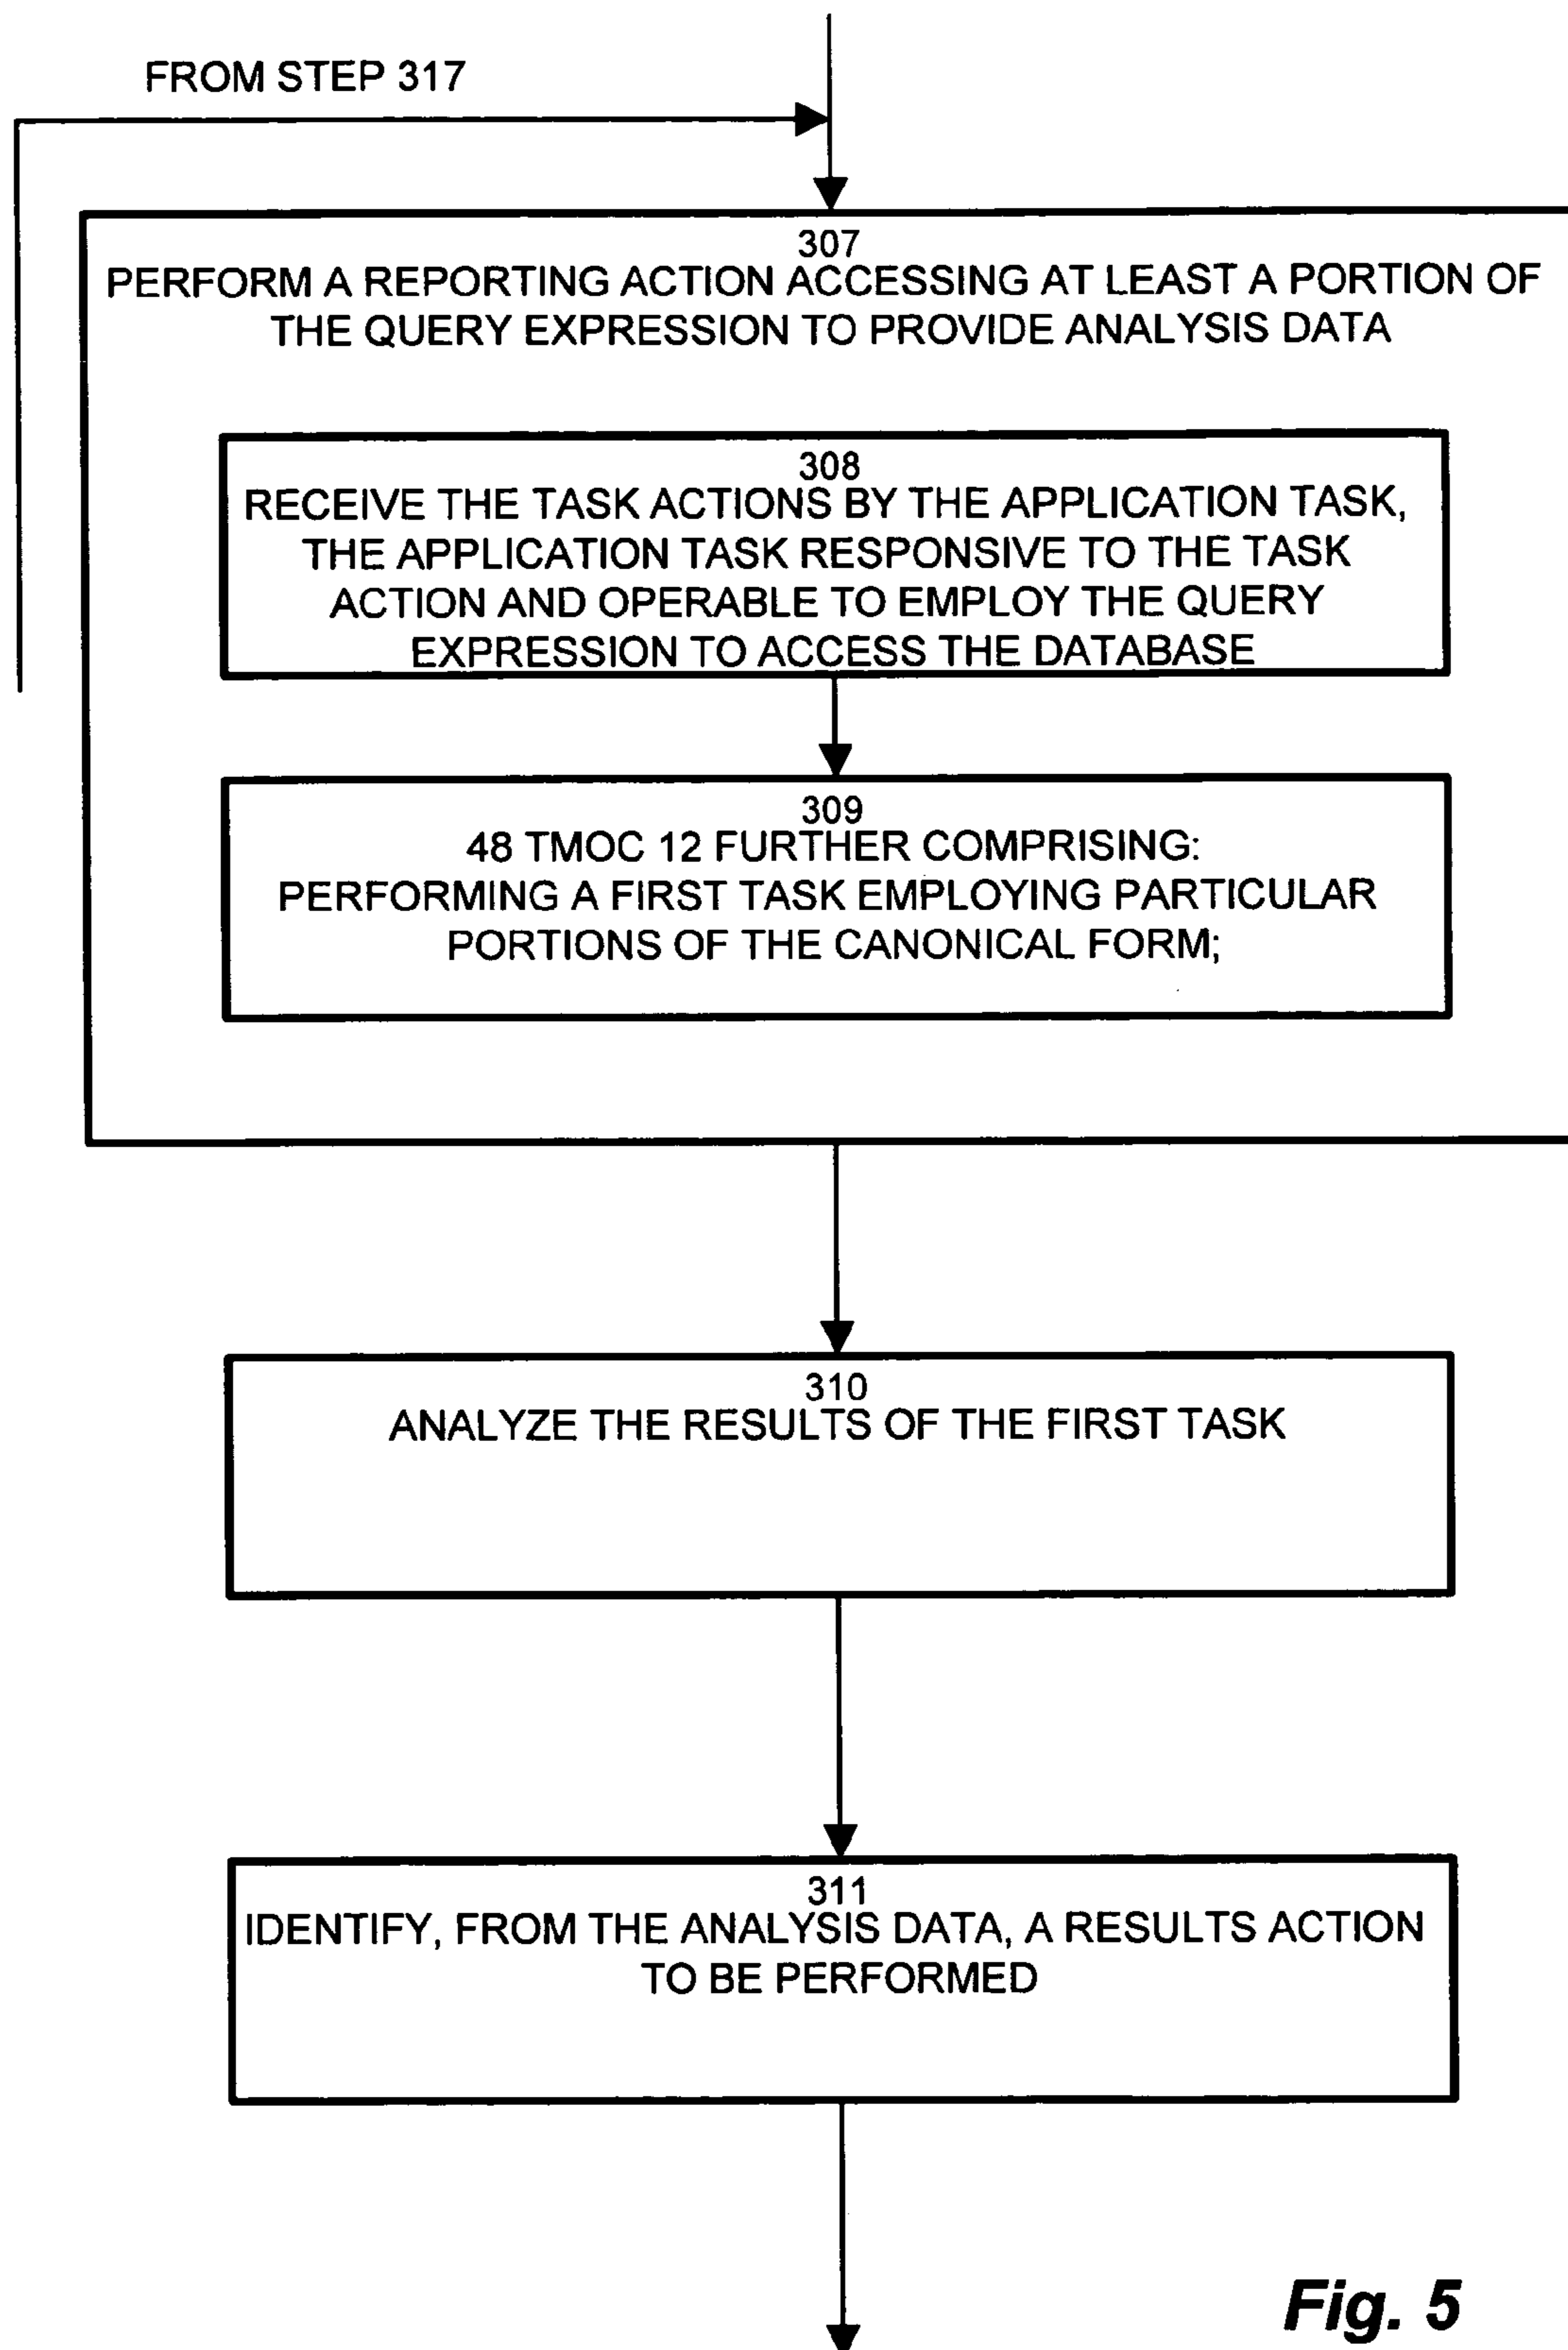 FROM STEP 317
307
PERFORM A REPORTING ACTION ACCESSING AT LEAST A PORTION OF
THE QUERY EXPRESSION TO PROVIDE ANALYSIS DATA
308
RECEIVE THE TASK ACTIONS BY THE APPLICATION TASK,
THE APPLICATION TASK RESPONSIVE TO THE TASK
ACTION AND OPERABLE TO EMPLOY THE QUERY
EXPRESSION TO ACCESS THE DATABASE
309
48 TMOC 12 FURTHER COMPRISING:
PERFORMING A FIRST TASK EMPLOYING PARTICULAR
PORTIONS OF THE CANONICAL FORM;
310
ANALYZE THE RESULTS OF THE FIRST TASK
311
IDENTIFY, FROM THE ANALYSIS DATA, A RESULTS ACTION
TO BE PERFORMED
Fig. 5